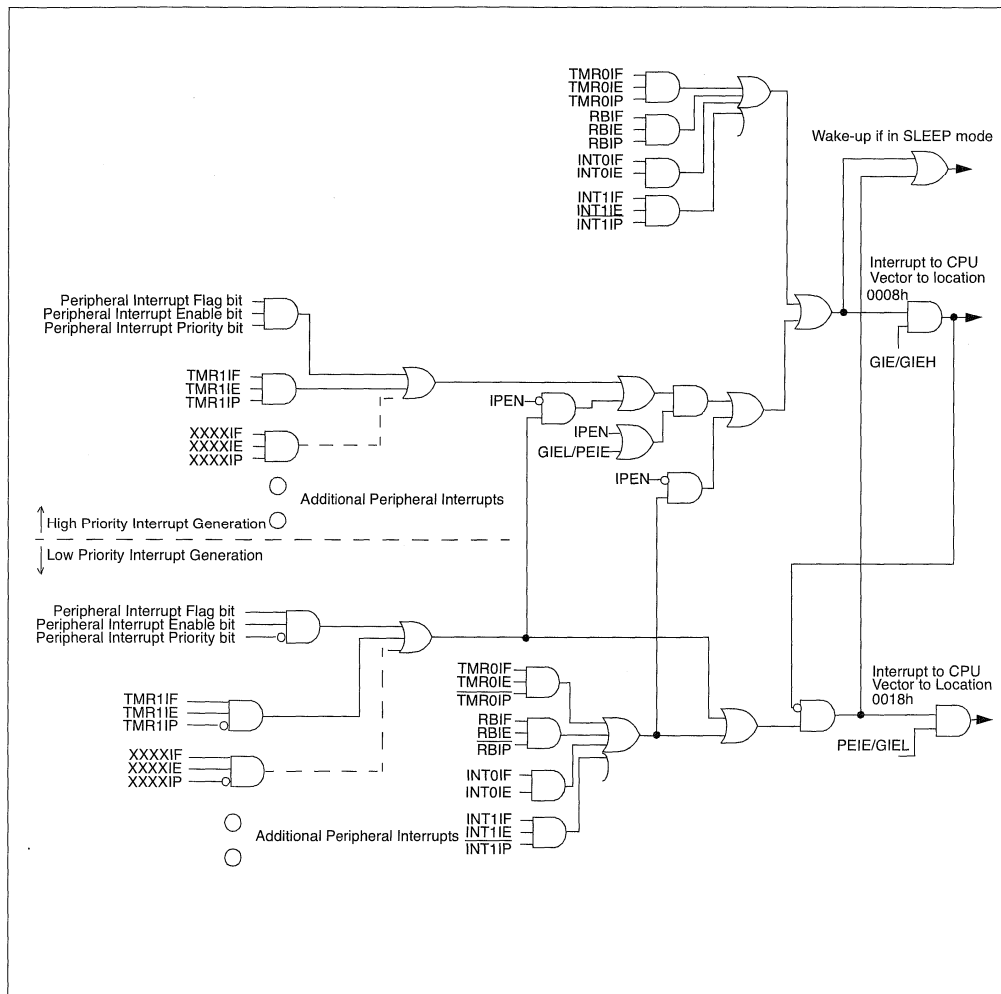 TMR0IF
TMR0IE
TMR0IP
RBIF
RBIE
RBIP
INT0IF
INT0IE
INT1IF
INT1IE
INT1IP
Wake-up if in SLEEP mode
Interrupt to CPU
Vector to location
0008h
GIE/GIEH
Peripheral Interrupt Flag bit
Peripheral Interrupt Enable bit
Peripheral Interrupt Priority bit
TMR1IF
TMR1IE
TMR1IP
XXXXIF
XXXXIE
XXXXIP
IPEN
IPEN
GIEL/PEIE
IPEN
Additional Peripheral Interrupts
High Priority Interrupt Generation
Low Priority Interrupt Generation
Peripheral Interrupt Flag bit
Peripheral Interrupt Enable bit
Peripheral Interrupt Priority bit
TMR1IF
TMR1IE
TMR1IP
XXXXIF
XXXXIE
XXXXIP
Additional Peripheral Interrupts
TMR0IF
TMR0IE
TMR0IP
RBIF
RBIE
RBIP
INT0IF
INT0IE
INT1IF
INT1IE
INT1IP
Interrupt to CPU
Vector to Location
0018h
PEIE/GIEL